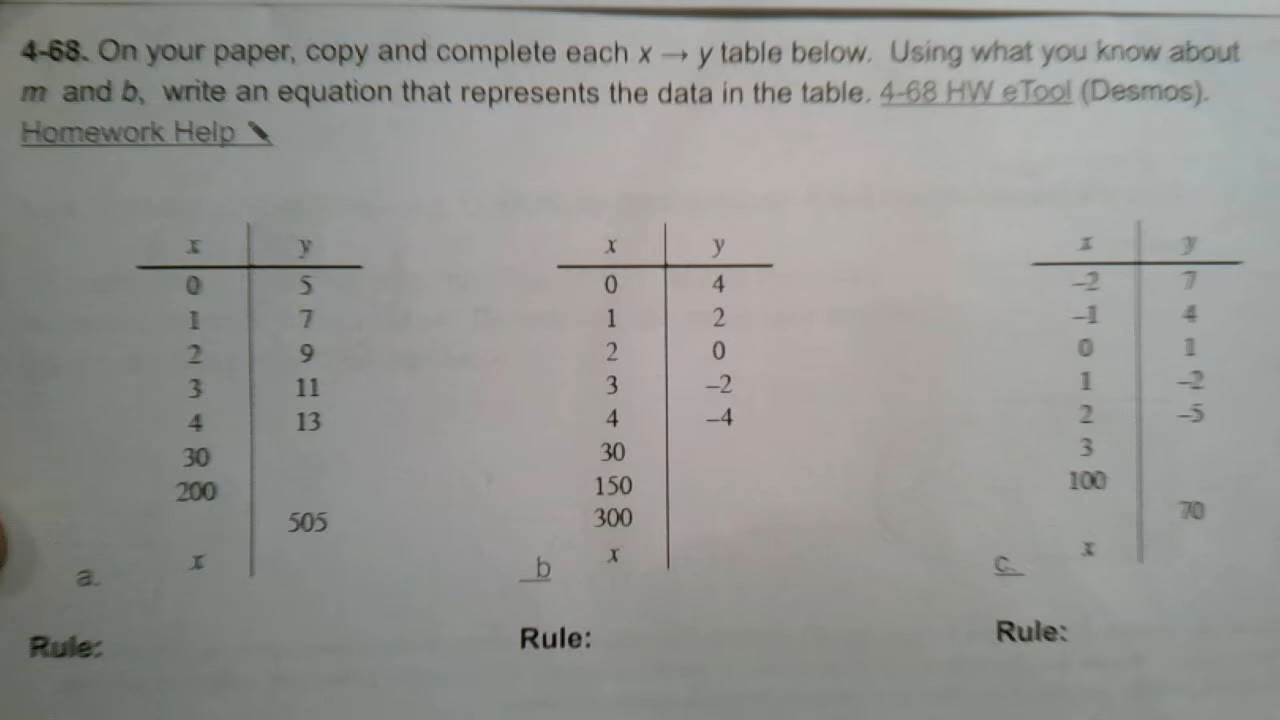 4-68. On your paper, copy and complete each x → y table below. Using what you know about
m and b, write an equation that represents the data in the table. 4-68 HW eTool (Desmos).
Homework Help ✎
x y
0 5
1 7
2 9
3 11
4 13
30
200
505
x
a.
Rule:
x y
0 4
1 2
2 0
3 –2
4 –4
30
150
300
x
b
Rule:
x y
–2 7
–1 4
0 1
1 –2
2 –5
3
100
70
x
c.
Rule: